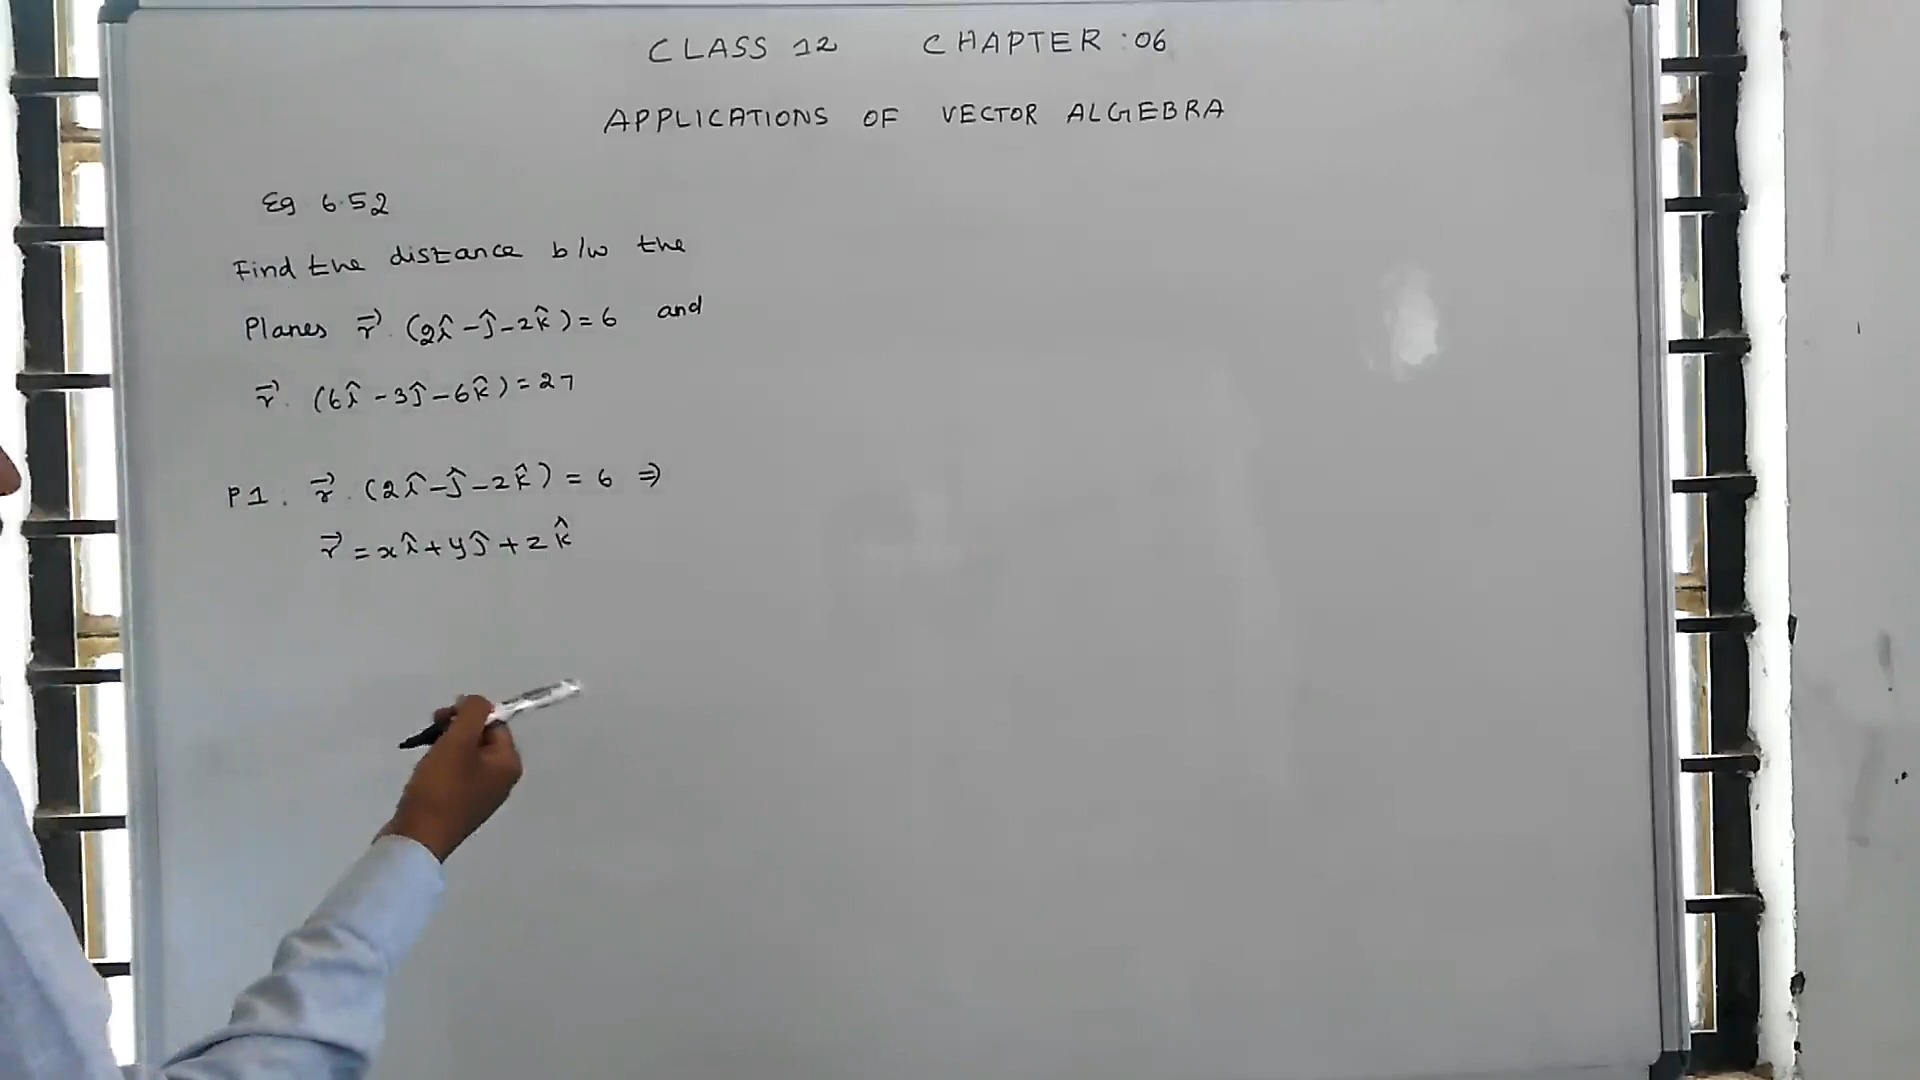 CLASS 12 CHAPTER : 06
APPLICATIONS OF VECTOR ALGEBRA
Eg 6.52
Find the distance b/w the
Planes r⃗ . (2î - ĵ - 2k̂) = 6 and
r⃗ . (6î - 3ĵ - 6k̂) = 27
P1 . r⃗ . (2î - ĵ - 2k̂) = 6 ⇒
r⃗ = xî + yĵ + zk̂